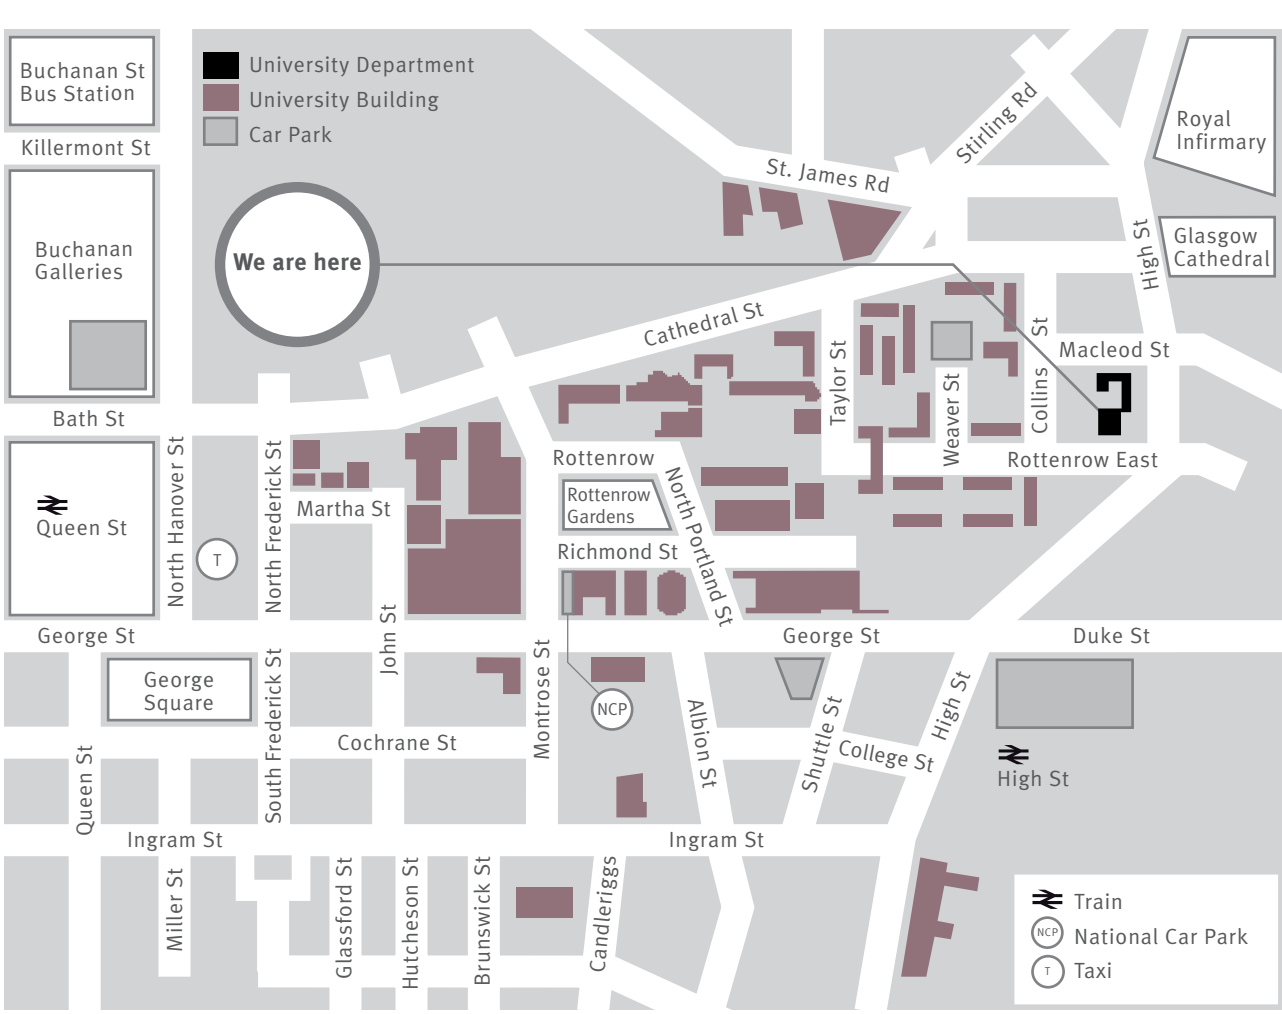 Buchanan St
Bus Station
University Department
University Building
Car Park
Killermont St
Royal
Infirmary
Stirling Rd
St. James Rd
Buchanan
Galleries
We are here
High St
Glasgow
Cathedral
Cathedral St
Taylor St
Collins St
Macleod St
Weaver St
Bath St
Rottenrow
Rottenrow East
North Hanover St
North Frederick St
Queen St
Martha St
Rottenrow
Gardens
North Portland St
T
Richmond St
George St
John St
Montrose St
George St
Duke St
George
Square
South Frederick St
NCP
Albion St
Shuttle St
High St
College St
Cochrane St
Queen St
High St
Ingram St
Ingram St
Miller St
Glassford St
Hutcheson St
Brunswick St
Candleriggs
Train
NCP
National Car Park
T
Taxi